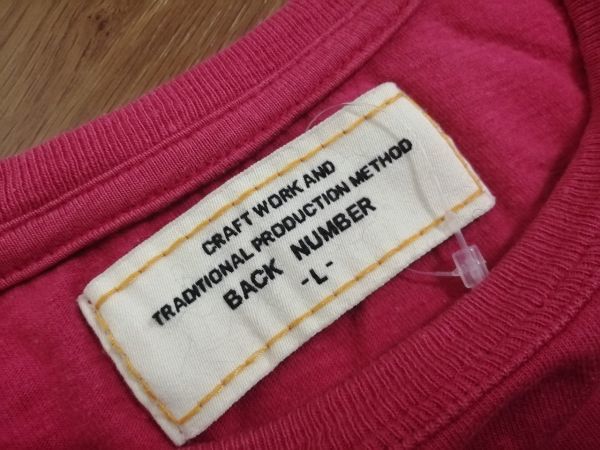 CRAFT WORK AND
TRADITIONAL PRODUCTION METHOD
BACK NUMBER
-L-